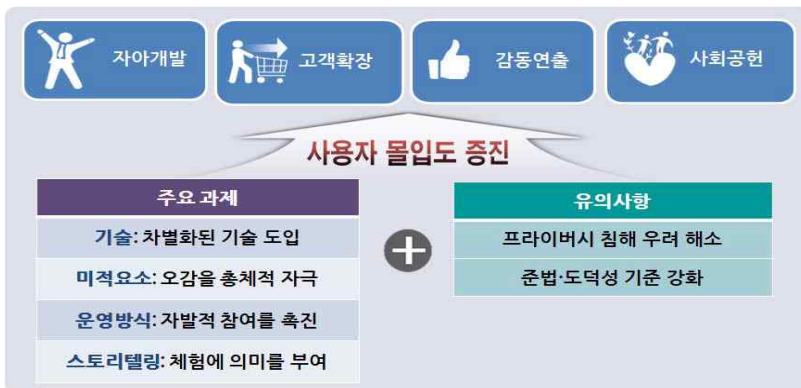 자아개발
고객확장
감동연출
사회공헌
사용자 몰입도 증진
주요 과제
기술: 차별화된 기술 도입
미적요소: 오감을 총체적 자극
운영방식: 자발적 참여를 촉진
스토리텔링: 체험에 의미를 부여
유의사항
프라이버시 침해 우려 해소
준법·도덕성 기준 강화